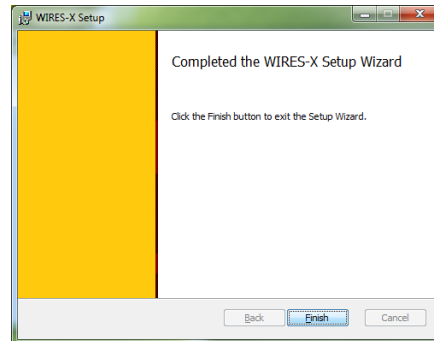 WIRES-X Setup
Completed the WIRES-X Setup Wizard
Click the Finish button to exit the Setup Wizard.
Back Finish Cancel